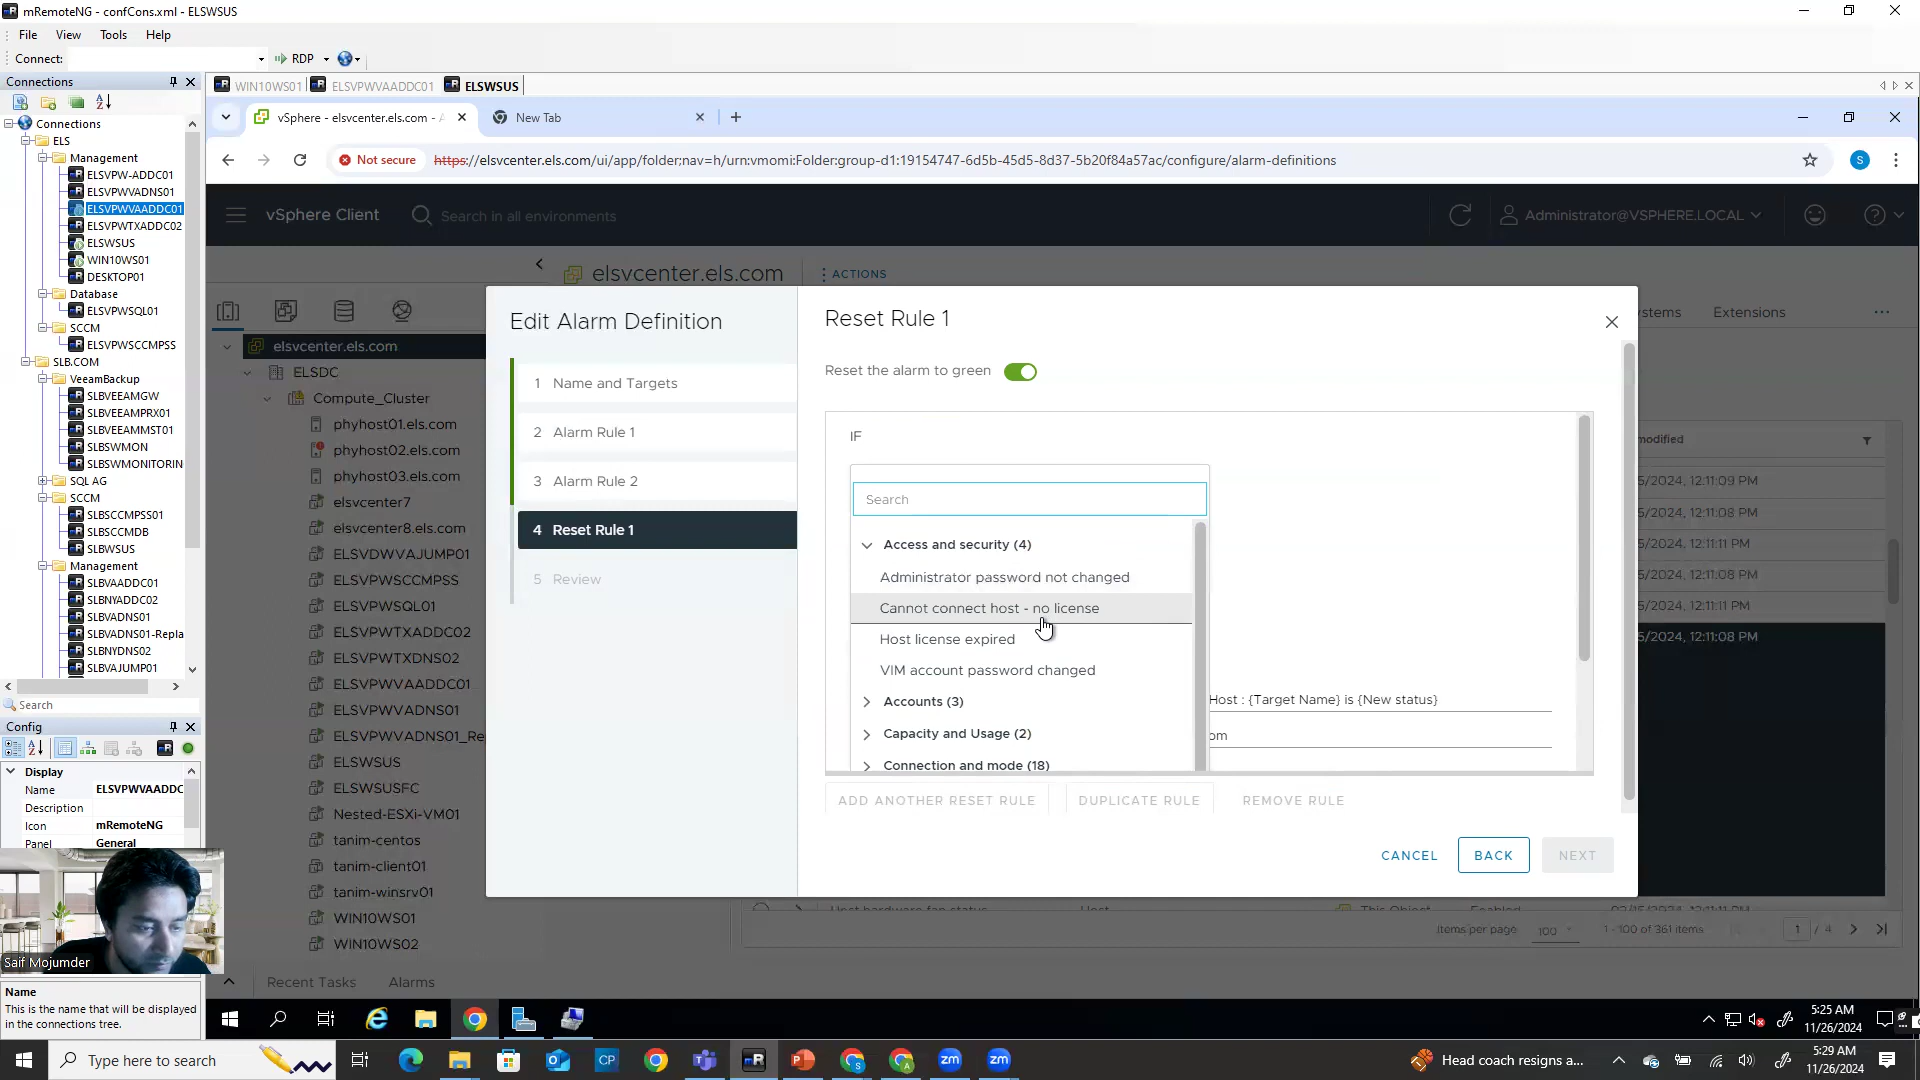 mRemoteNG - confCons.xml - ELSWSUS
File View Tools Help
Connect: RDP
Connections
Connections
ELS
Management
ELSVPW-ADDC01
ELSVPWVADNS01
ELSVPWVAADDC01
ELSVPWTXADDC02
ELSWSUS
WIN10WS01
DESKTOP01
Database
ELSVPWSQL01
SCCM
ELSVPWSCCMPSS
SLB.COM
VeeamBackup
SLBVEEAMGW
SLBVEEAMPRX01
SLBVEEAMMST01
SLBSWMON
SLBSWMONITORIN
SQL AG
SCCM
SLBSCCMPSS01
SLBSCCMDB
SLBWSUS
Management
SLBVAADDC01
SLBNYADDC02
SLBVADNS01
SLBVADNS01-Repla
SLBNYDNS02
SLBVAJUMP01
Search
Config
Display
Name ELSVPWVAADDC
Description
Icon mRemoteNG
Panel General
Saif Mojumder
Name
This is the name that will be displayed
in the connections tree.
WIN10WS01 ELSVPWVAADDC01 ELSWSUS
vSphere - elsvcenter.els.com - A
New Tab
Not secure https://elsvcenter.els.com/ui/app/folder;nav=h/urn:vmomi:Folder:group-d1:19154747-6d5b-45d5-8d37-5b20f84a57ac/configure/alarm-definitions
S
vSphere Client Search in all environments Administrator@VSPHERE.LOCAL
elsvcenter.els.com ACTIONS
stems Extensions
elsvcenter.els.com
ELSDC
Compute_Cluster
phyhost01.els.com
phyhost02.els.com
phyhost03.els.com
elsvcenter7
elsvcenter8.els.com
ELSVDWVAJUMP01
ELSVPWSCCMPSS
ELSVPWSQL01
ELSVPWTXADDC02
ELSVPWTXDNS02
ELSVPWVAADDC01
ELSVPWVADNS01
ELSVPWVADNS01_Re
ELSWSUS
ELSWSUSFC
Nested-ESXi-VM01
tanim-centos
tanim-client01
tanim-winsrv01
WIN10WS01
WIN10WS02
Recent Tasks Alarms
Edit Alarm Definition
1 Name and Targets
2 Alarm Rule 1
3 Alarm Rule 2
4 Reset Rule 1
5 Review
Reset Rule 1
Reset the alarm to green
IF
Search
Access and security (4)
Administrator password not changed
Cannot connect host - no license
Host license expired
VIM account password changed
Accounts (3)
Capacity and Usage (2)
Connection and mode (18)
Host : {Target Name} is {New status}
om
ADD ANOTHER RESET RULE DUPLICATE RULE REMOVE RULE
CANCEL BACK NEXT
modified
5/2024, 12:11:09 PM
5/2024, 12:11:08 PM
5/2024, 12:11:11 PM
5/2024, 12:11:08 PM
5/2024, 12:11:11 PM
5/2024, 12:11:08 PM
Host hardware fan status Host This Object Enabled 02/15/2024, 12:11:11 PM
Items per page 100 1 - 100 of 361 items 1 / 4
5:25 AM
11/26/2024
Type here to search
Head coach resigns a...
5:29 AM
11/26/2024